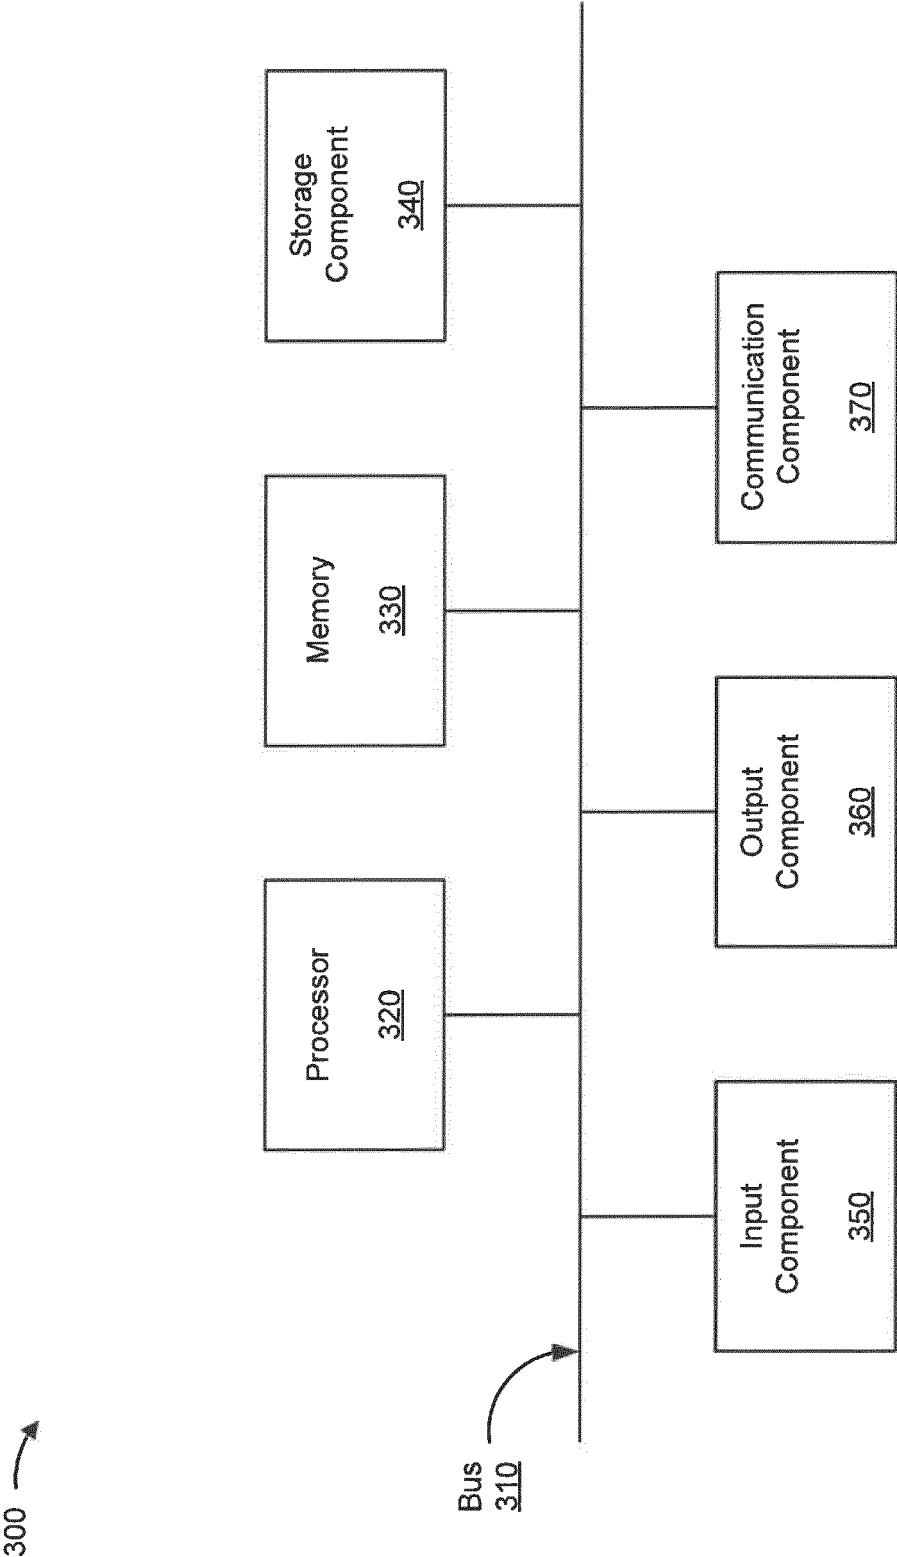 300
Bus
310
Processor
320
Memory
330
Storage
Component
340
Input
Component
350
Output
Component
360
Communication
Component
370